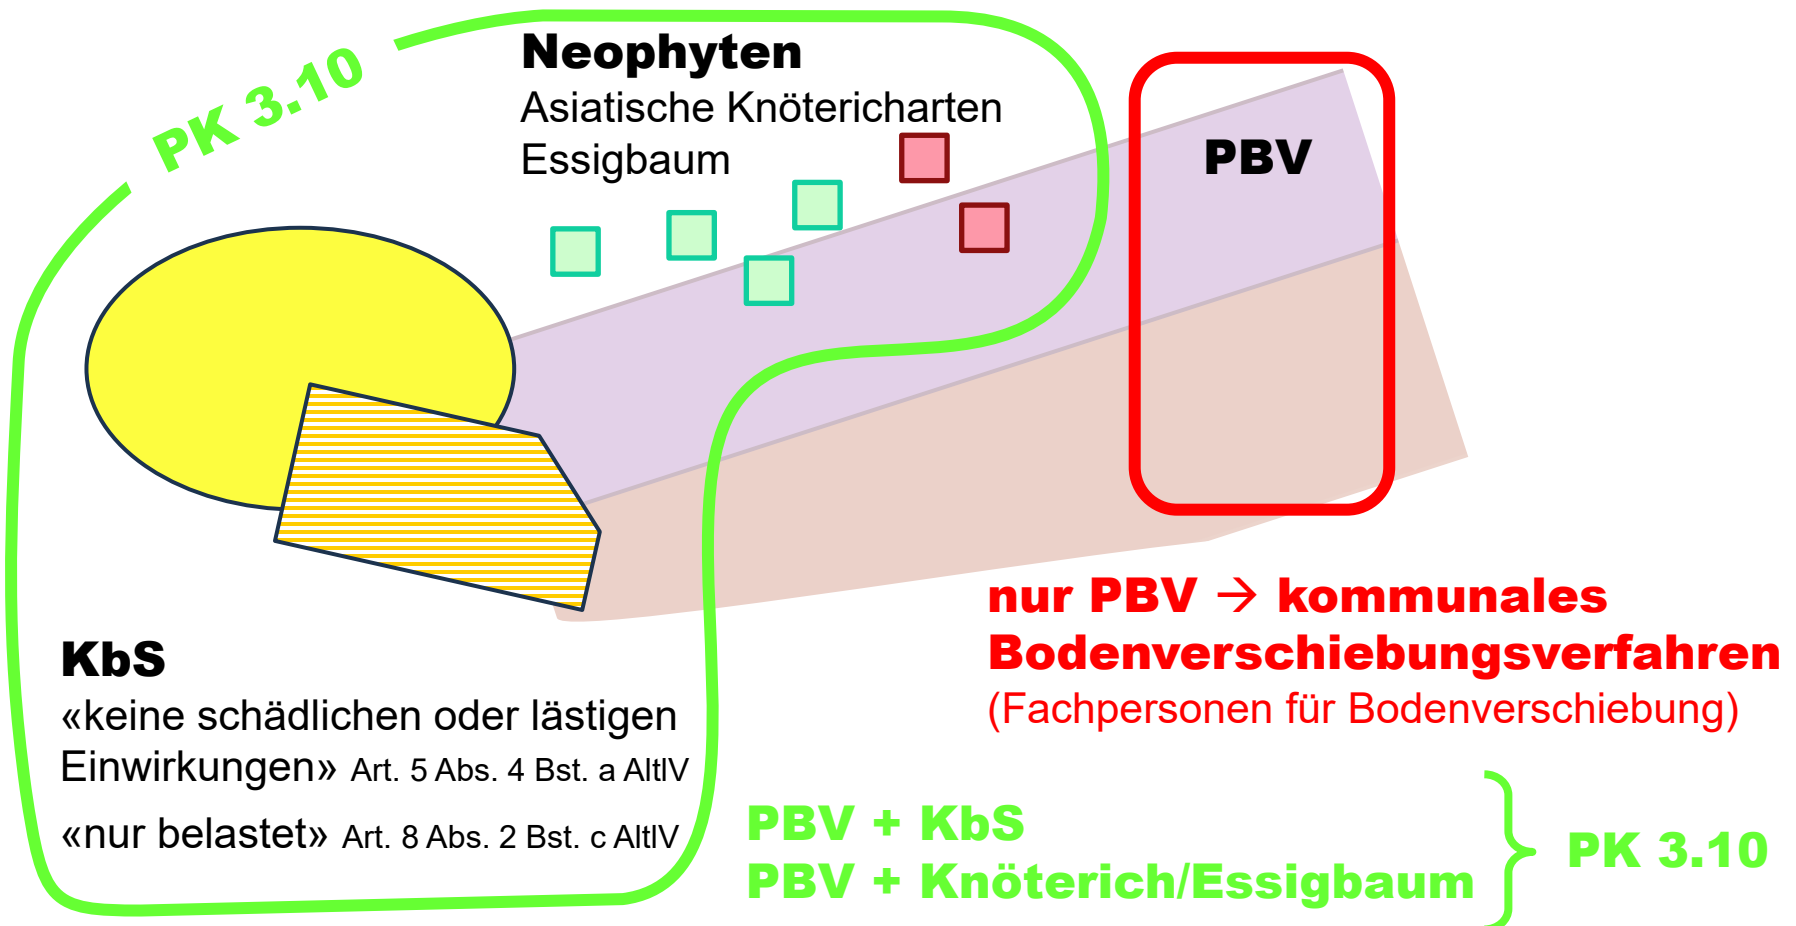 PK 3.10
Neophyten
Asiatische Knötericharten
Essigbaum
PBV
KbS
«keine schädlichen oder lästigen
Einwirkungen» Art. 5 Abs. 4 Bst. a AltlV
«nur belastet» Art. 8 Abs. 2 Bst. c AltlV
nur PBV → kommunales
Bodenverschiebungsverfahren
(Fachpersonen für Bodenverschiebung)
PBV + KbS
PBV + Knöterich/Essigbaum
PK 3.10